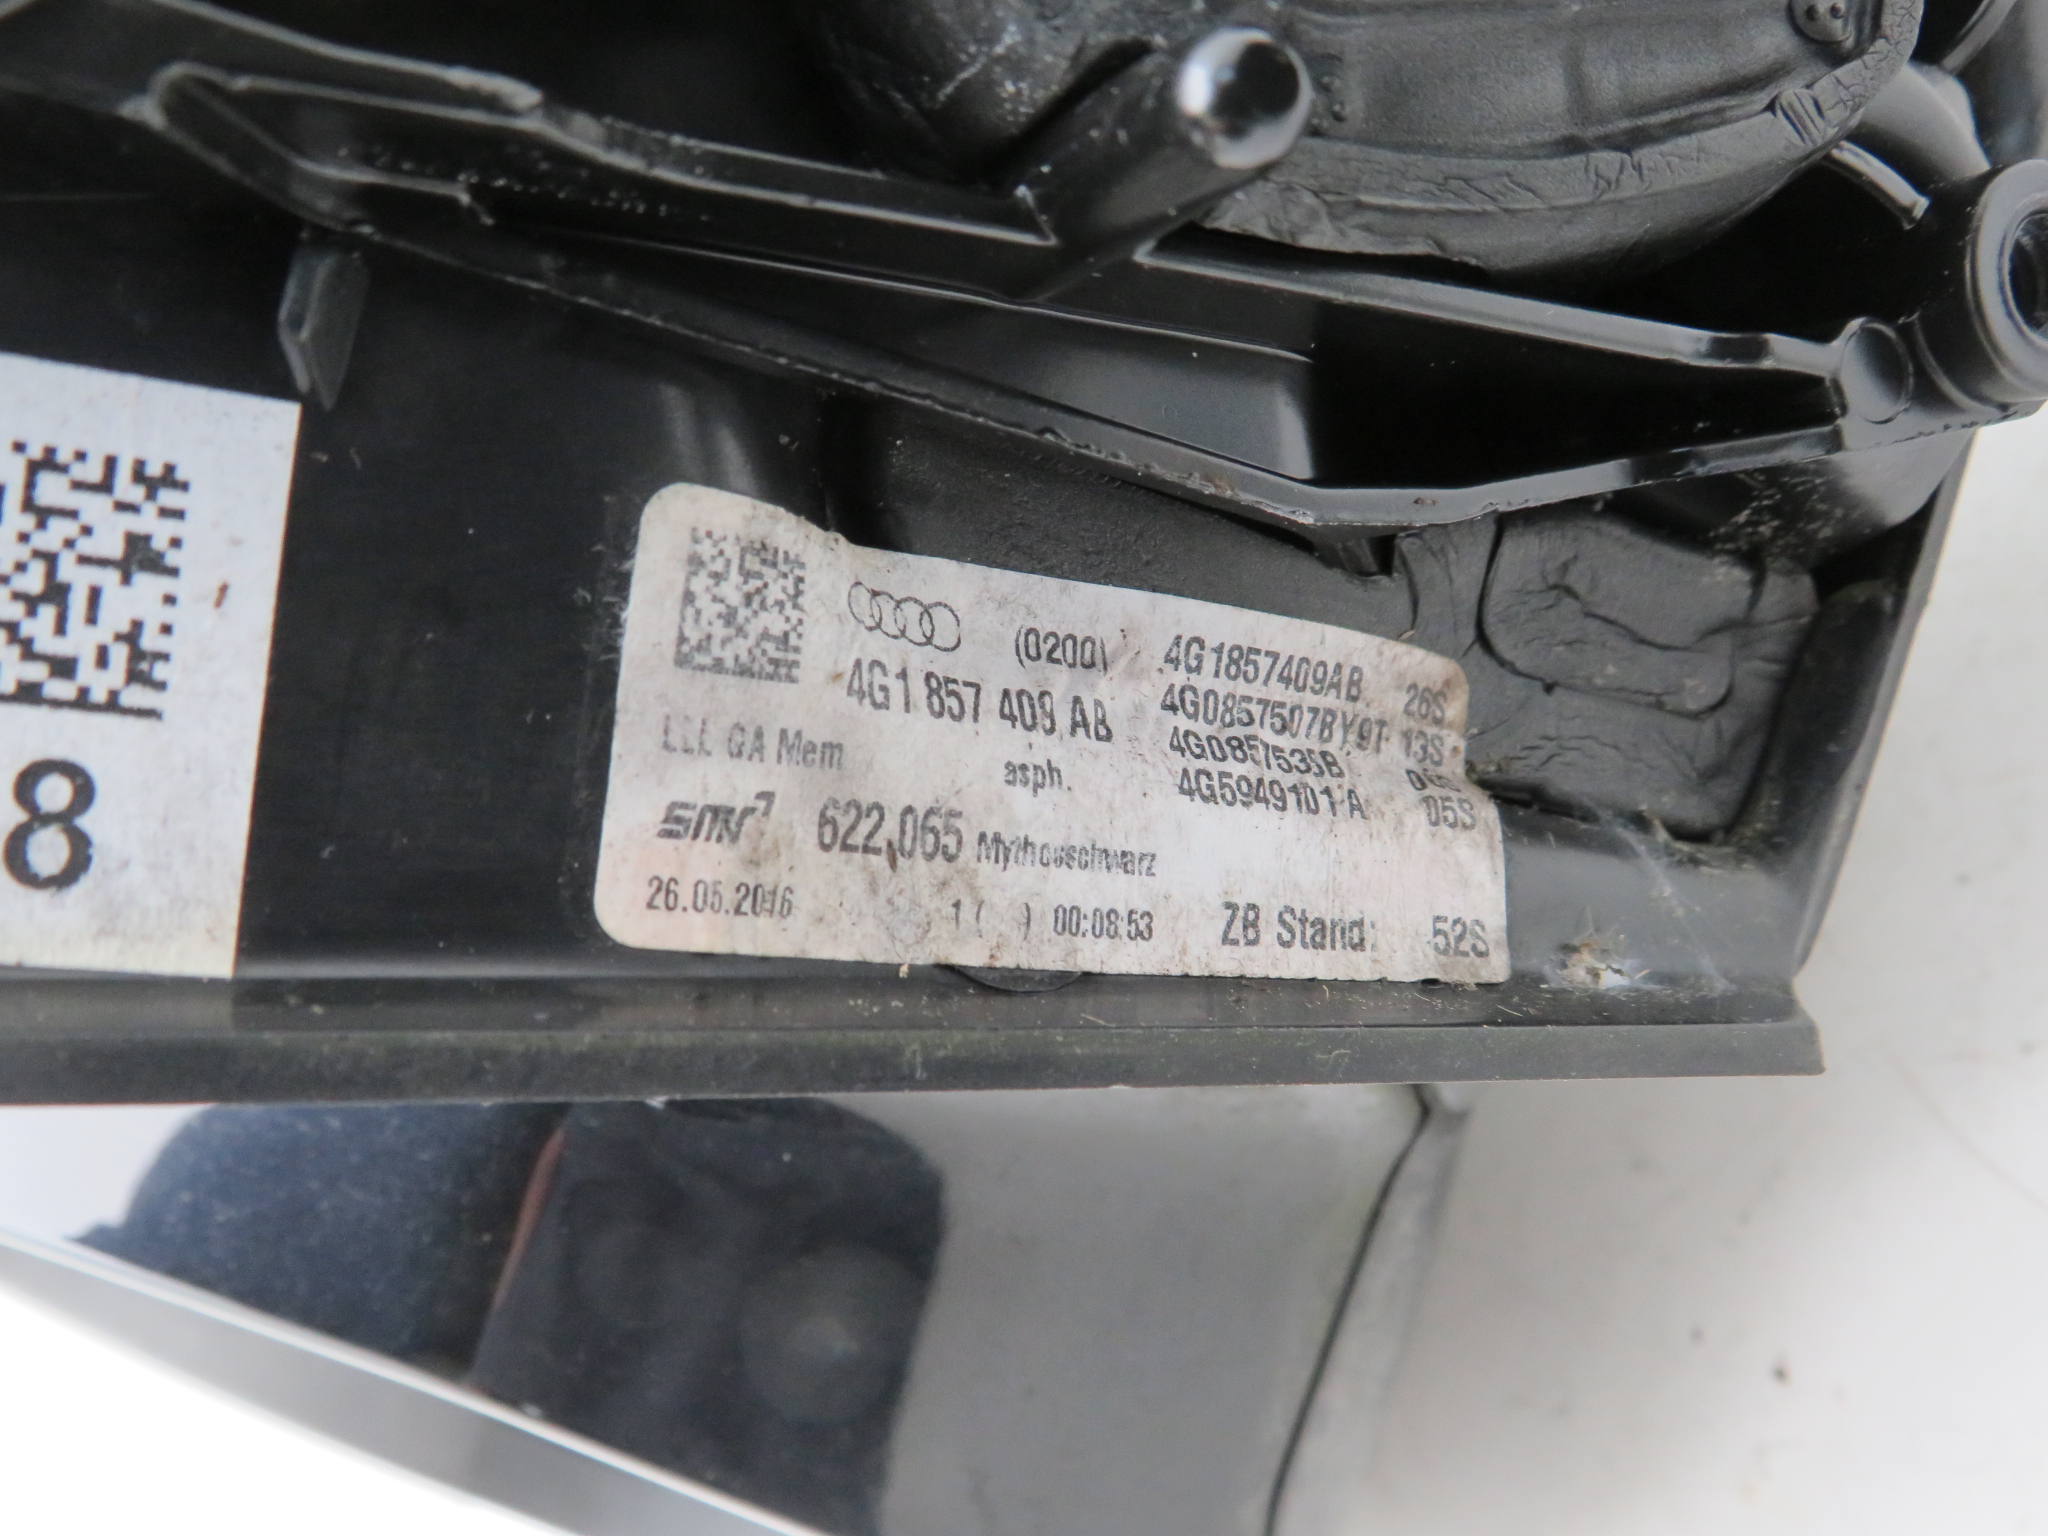 8
(0200) 4G1857409AB 26S
4G1 857 409 AB 4G0857507BY9T 13S
LLL GA Mem 4G0857535B
asph. 4G5949101A 05S
SMR 622,065 Mythosschwarz
26.05.2016 1 ( ) 00:08:53 ZB Stand: 52S